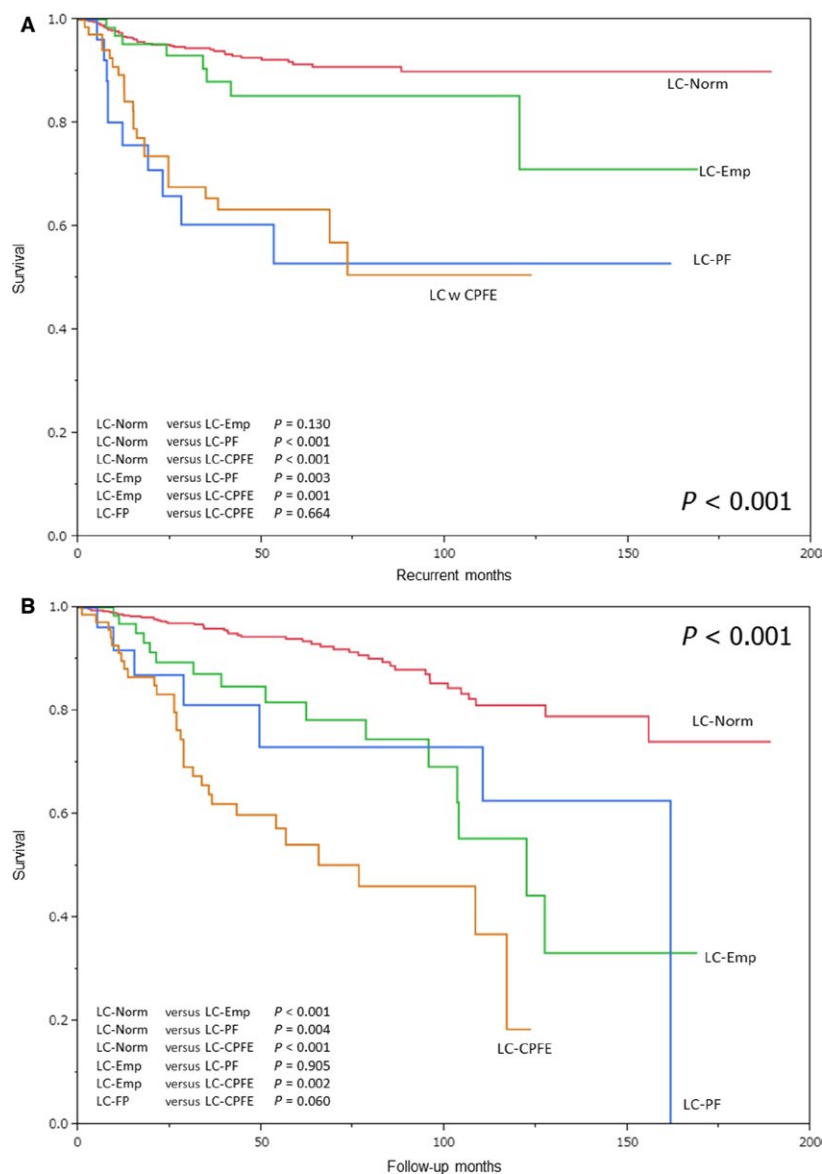 A
1.0
0.8
0.6
0.4
0.2
0.0
Survival
LC-Norm
LC-Emp
LC-PF
LC w CPFE
LC-Norm versus LC-Emp P = 0.130
LC-Norm versus LC-PF P < 0.001
LC-Norm versus LC-CPFE P < 0.001
LC-Emp versus LC-PF P = 0.003
LC-Emp versus LC-CPFE P = 0.001
LC-FP versus LC-CPFE P = 0.664
P < 0.001
0 50 100 150 200
Recurrent months
B
1.0
0.8
0.6
0.4
0.2
0.0
Survival
P < 0.001
LC-Norm
LC-Emp
LC-CPFE
LC-PF
LC-Norm versus LC-Emp P < 0.001
LC-Norm versus LC-PF P = 0.004
LC-Norm versus LC-CPFE P < 0.001
LC-Emp versus LC-PF P = 0.905
LC-Emp versus LC-CPFE P = 0.002
LC-FP versus LC-CPFE P = 0.060
0 50 100 150 200
Follow-up months